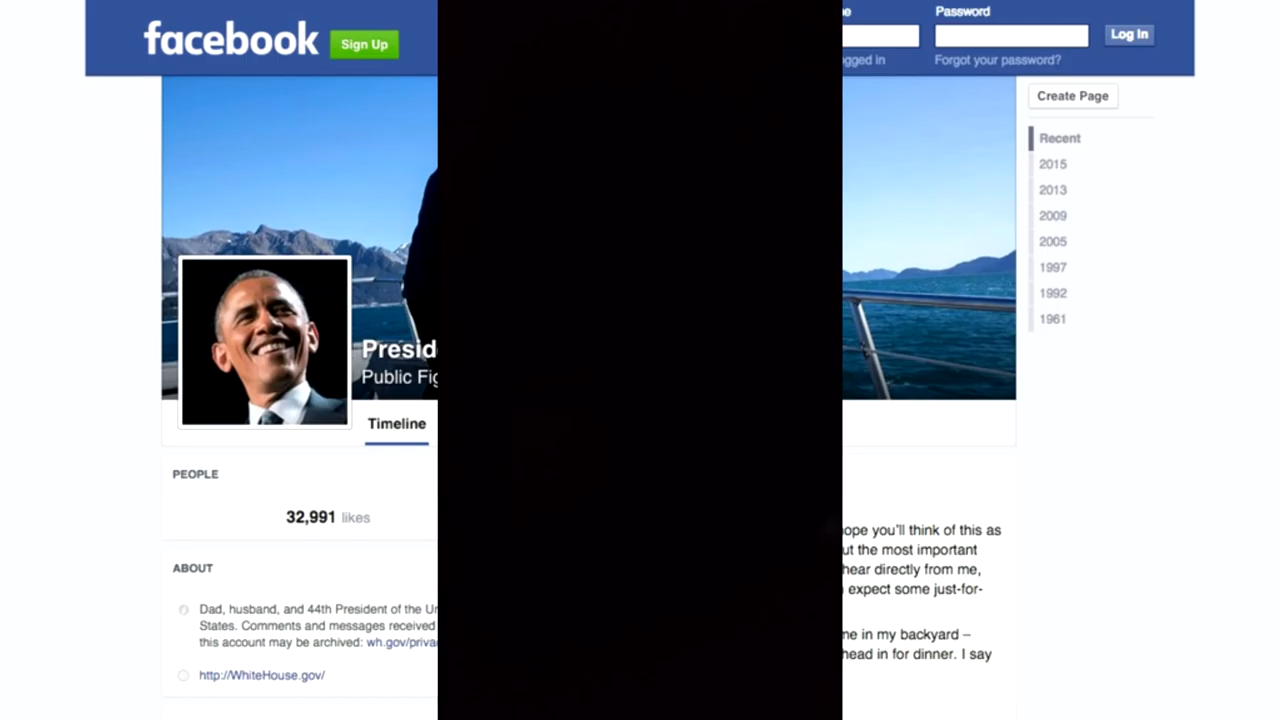 facebook
Sign Up
Password
Log In
ogged in
Forgot your password?
Create Page
Recent
2015
2013
2009
2005
1997
1992
1961
Presid
Public Fig
Timeline
PEOPLE
32,991 likes
ABOUT
Dad, husband, and 44th President of the Un
States. Comments and messages received
this account may be archived: wh.gov/priva
http://WhiteHouse.gov/
ope you'll think of this as
ut the most important
hear directly from me,
expect some just-for-
me in my backyard –
head in for dinner. I say